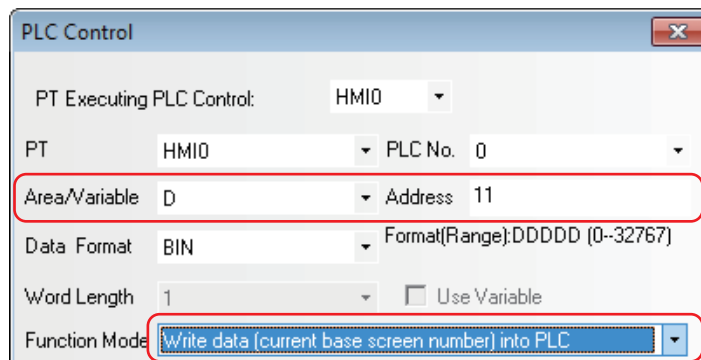 PLC Control
PT Executing PLC Control: HMI0
PT HMI0 PLC No. 0
Area/Variable D Address 11
Data Format BIN Format(Range):DDDDD (0--32767)
Word Length 1 Use Variable
Function Mode Write data (current base screen number) into PLC